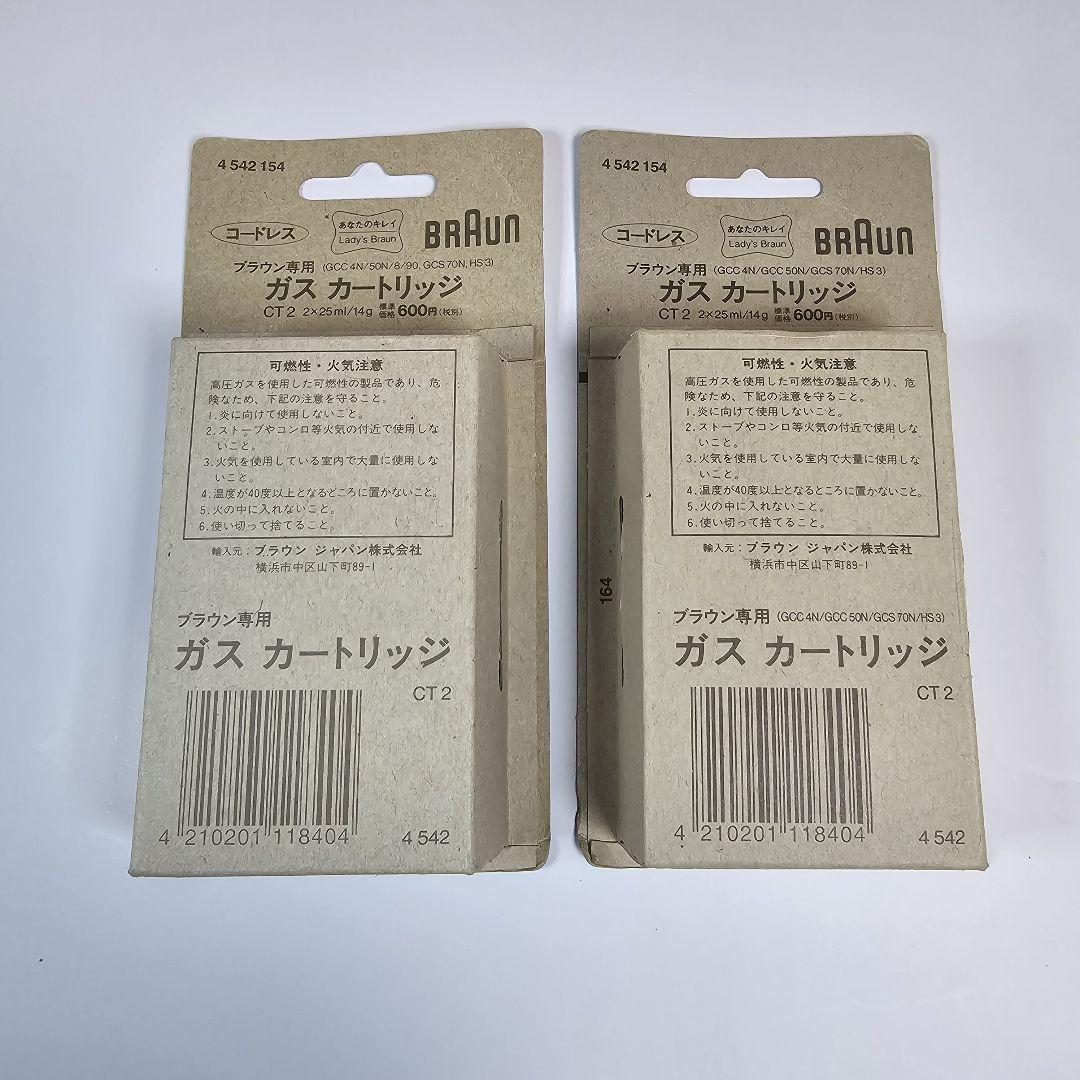 4 542 154
コードレス
あなたのキレイ
Lady's Braun
BRAUN
ブラウン専用 (GCC 4N/50N/8/90, GCS 70N, HS 3)
ガス カートリッジ
CT 2 2×25ml/14g 標準価格 600円(税別)
可燃性・火気注意
高圧ガスを使用した可燃性の製品であり、危
険なため、下記の注意を守ること。
1.炎に向けて使用しないこと。
2.ストーブやコンロ等火気の付近で使用しな
いこと。
3.火気を使用している室内で大量に使用しな
いこと。
4.温度が40度以上となるところに置かないこと。
5.火の中に入れないこと。
6.使い切って捨てること。
輸入元:ブラウン ジャパン株式会社
横浜市中区山下町89-1
ブラウン専用
ガス カートリッジ
CT 2
4 210201 118404
4 542
4 542 154
コードレス
あなたのキレイ
Lady's Braun
BRAUN
ブラウン専用 (GCC 4N/GCC 50N/GCS 70N/HS 3)
ガス カートリッジ
CT 2 2×25ml/14g 標準価格 600円(税別)
可燃性・火気注意
高圧ガスを使用した可燃性の製品であり、危
険なため、下記の注意を守ること。
1.炎に向けて使用しないこと。
2.ストーブやコンロ等火気の付近で使用しな
いこと。
3.火気を使用している室内で大量に使用しな
いこと。
4.温度が40度以上となるところに置かないこと。
5.火の中に入れないこと。
6.使い切って捨てること。
輸入元:ブラウン ジャパン株式会社
横浜市中区山下町89-1
164
ブラウン専用 (GCC 4N/GCC 50N/GCS 70N/HS 3)
ガス カートリッジ
CT 2
4 210201 118404
4 542